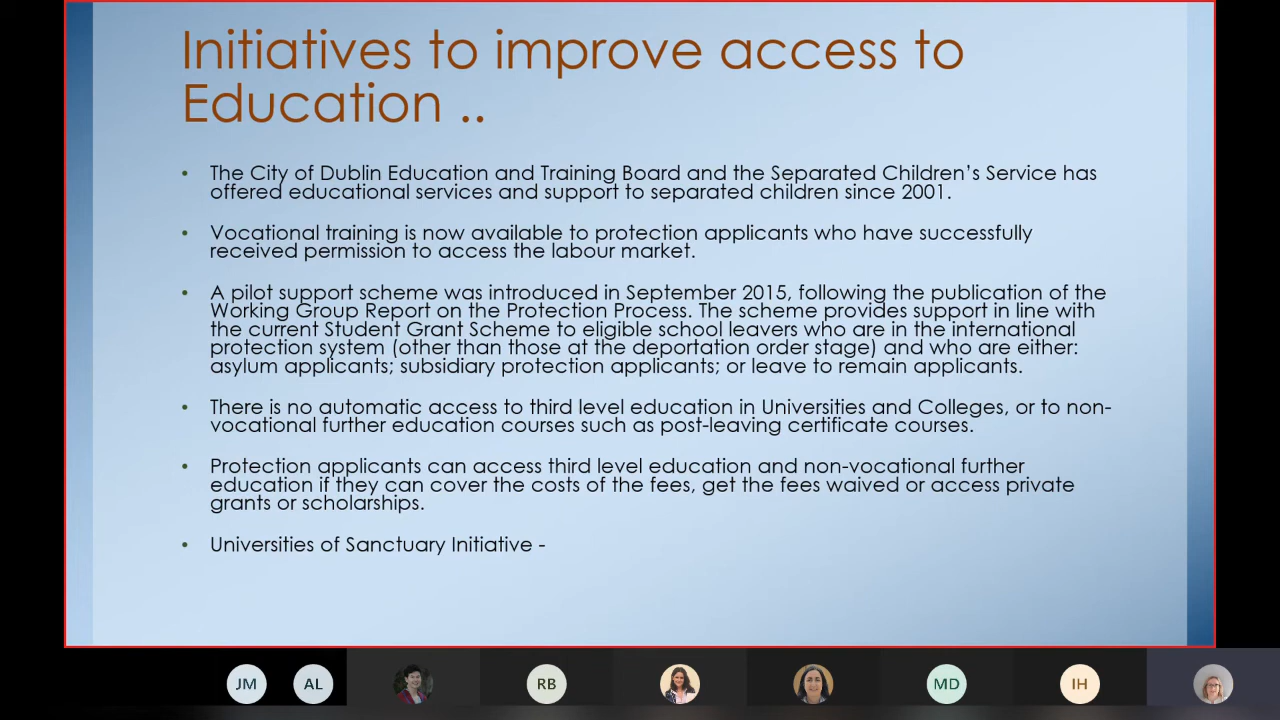 Initiatives to improve access to
Education ..
• The City of Dublin Education and Training Board and the Separated Children’s Service has
offered educational services and support to separated children since 2001.
• Vocational training is now available to protection applicants who have successfully
received permission to access the labour market.
• A pilot support scheme was introduced in September 2015, following the publication of the
Working Group Report on the Protection Process. The scheme provides support in line with
the current Student Grant Scheme to eligible school leavers who are in the international
protection system (other than those at the deportation order stage) and who are either:
asylum applicants; subsidiary protection applicants; or leave to remain applicants.
• There is no automatic access to third level education in Universities and Colleges, or to non-
vocational further education courses such as post-leaving certificate courses.
• Protection applicants can access third level education and non-vocational further
education if they can cover the costs of the fees, get the fees waived or access private
grants or scholarships.
• Universities of Sanctuary Initiative -
JM AL RB MD IH